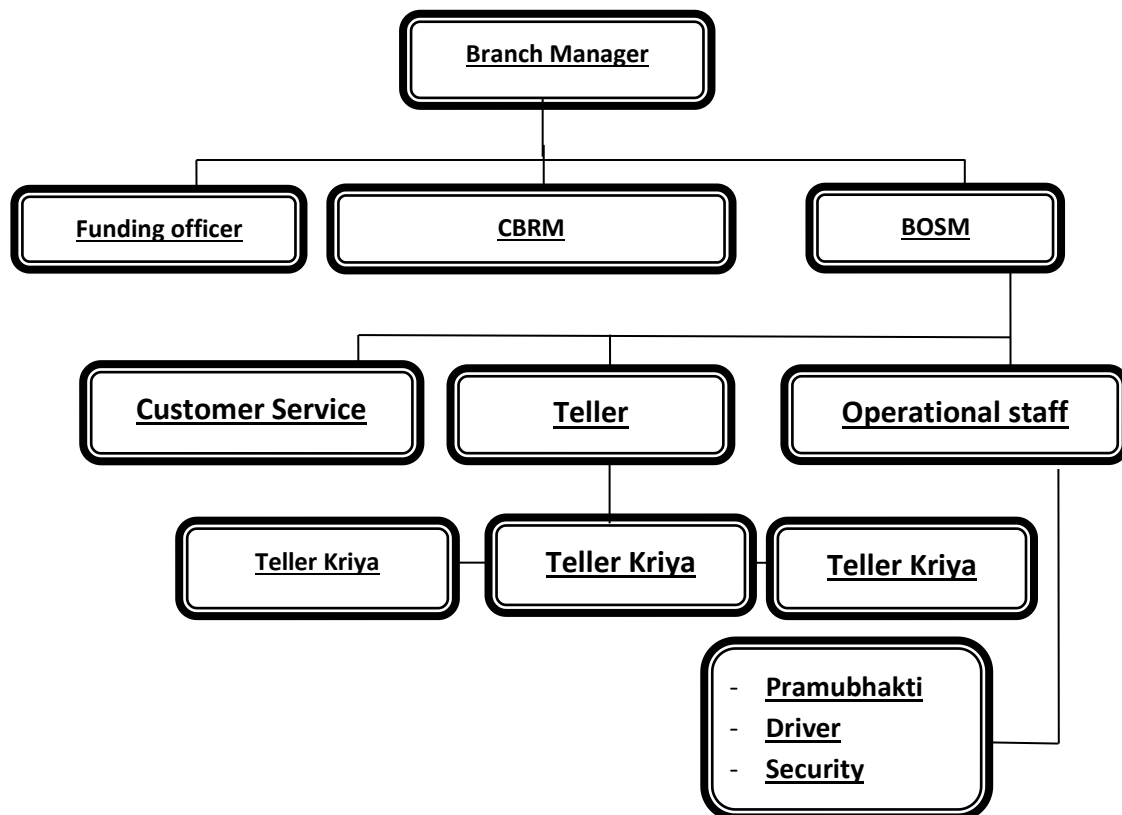 Branch Manager
Funding officer
CBRM
BOSM
Customer Service
Teller
Operational staff
Teller Kriya
Teller Kriya
Teller Kriya
- Pramubhakti
- Driver
- Security